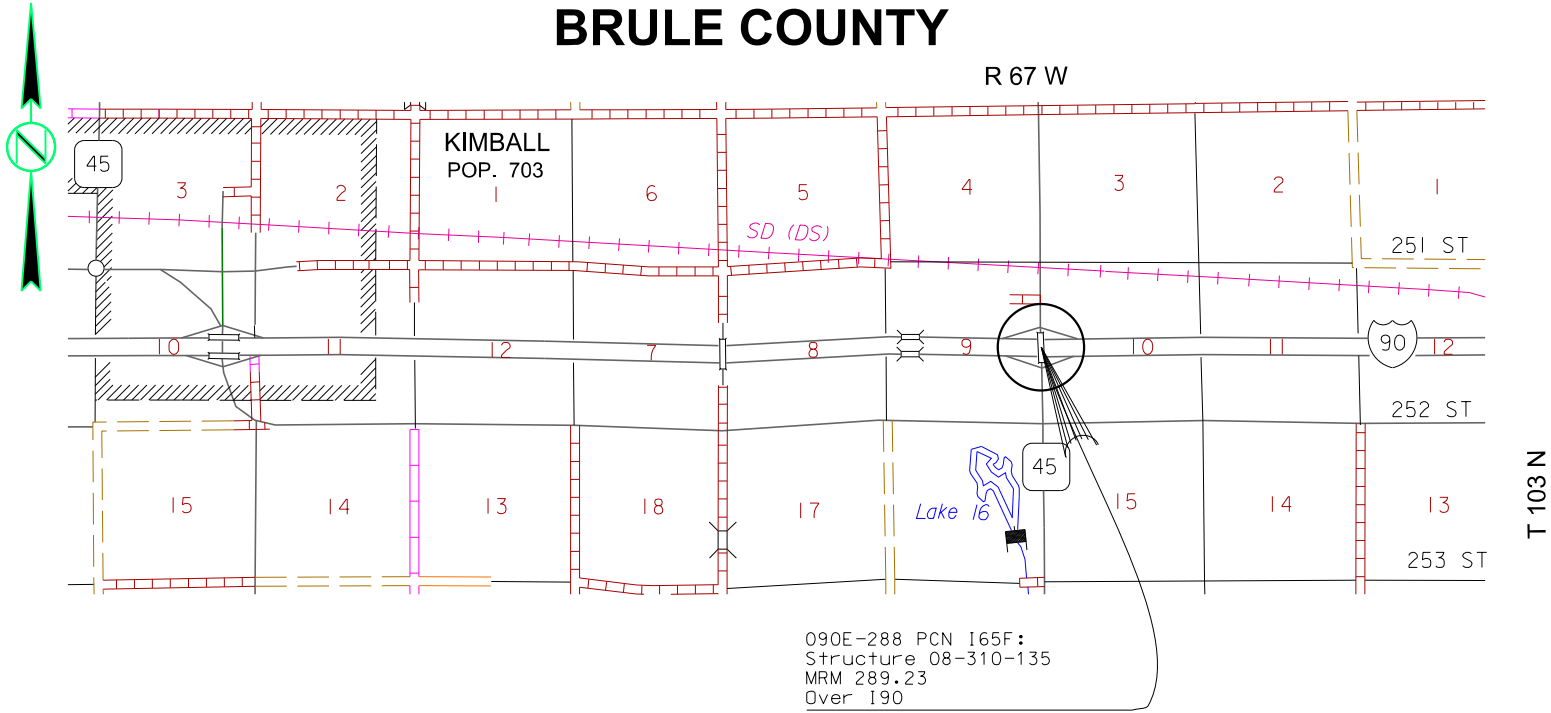 BRULE COUNTY
R 67 W
N
45
KIMBALL
POP. 703
3
2
1
6
5
4
3
2
1
SD (DS)
251 ST
10
11
12
7
8
9
10
11
90
12
252 ST
45
15
14
13
18
17
Lake 16
15
14
13
T 103 N
253 ST
090E-288 PCN I65F:
Structure 08-310-135
MRM 289.23
Over I90